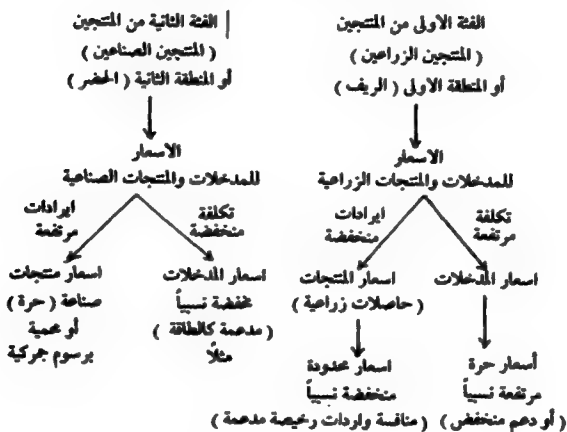 الفئة الاولى من المنتجين
( المنتجين الزراعين )
أو المنطقة الاولى ( الريف )
الاسعار
للمدخلات والمنتجات الزراعية
تكلفة
مرتفعة
ايرادات
منخفضة
اسعار المدخلات
اسعار المنتجات
( حاصلات زراعية )
أسعار حرة
مرتفعة نسبياً
( أو دعم منخفض )
اسعار محدودة
منخفضة نسبياً
( منافسة واردات رخيصة مدعمة )
الفئة الثانية من المنتجين
( المنتجين الصناعين )
أو المنطقة الثانية ( الحضر )
الاسعار
للمدخلات والمنتجات الصناعية
تكلفة
منخفضة
ايرادات
مرتفعة
اسعار المدخلات
مخفضة نسبياً
( مدعمة كالطاقة )
مثلاً
اسعار منتجات
صناعة ( حرة )
أو محمية
برسوم جمركية